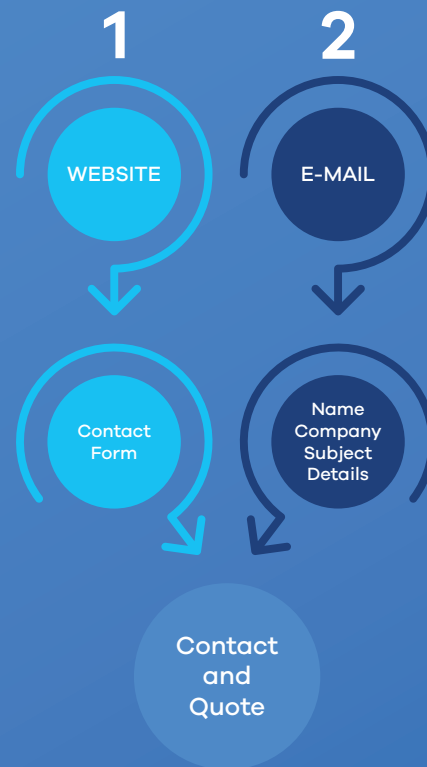 1
2
WEBSITE
E-MAIL
Contact
Form
Name
Company
Subject
Details
Contact
and
Quote